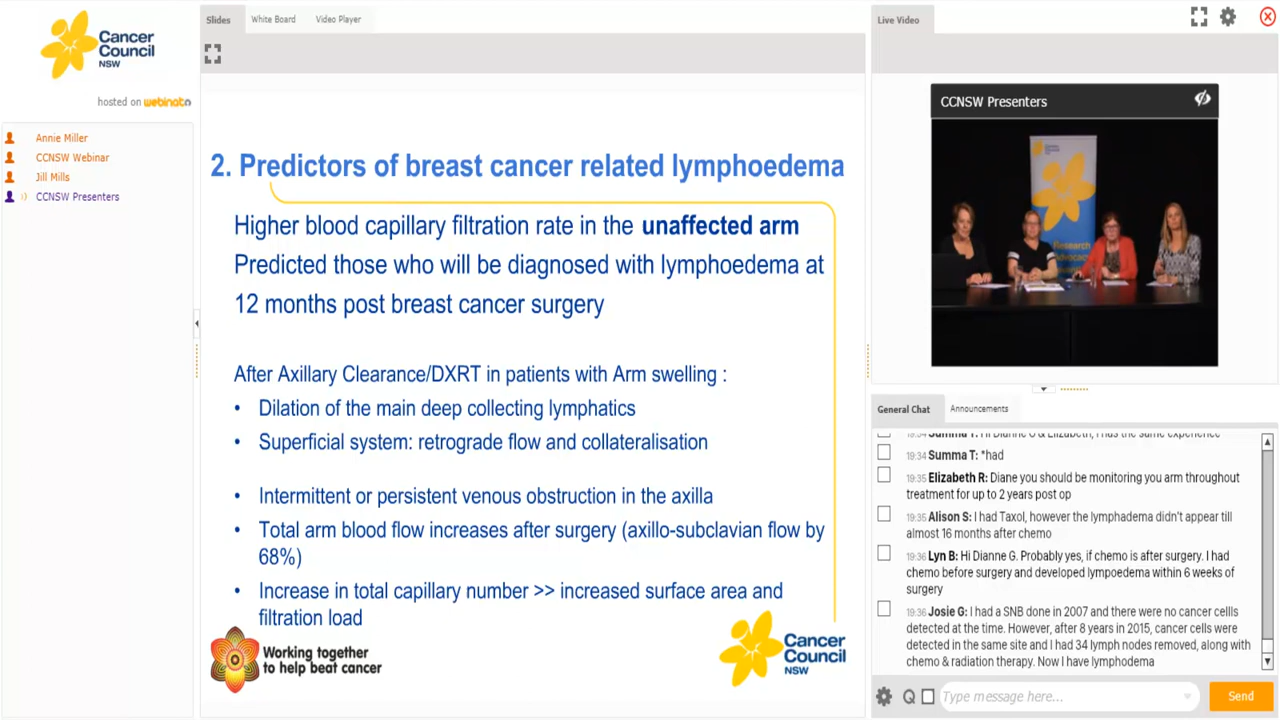 Cancer
Council
NSW
hosted on webinato
Annie Miller
CCNSW Webinar
Jill Mills
CCNSW Presenters
Slides
White Board
Video Player
2. Predictors of breast cancer related lymphoedema
Higher blood capillary filtration rate in the unaffected arm
Predicted those who will be diagnosed with lymphoedema at
12 months post breast cancer surgery
After Axillary Clearance/DXRT in patients with Arm swelling :
• Dilation of the main deep collecting lymphatics
• Superficial system: retrograde flow and collateralisation
• Intermittent or persistent venous obstruction in the axilla
• Total arm blood flow increases after surgery (axillo-subclavian flow by
68%)
• Increase in total capillary number >> increased surface area and
filtration load
Working together
to help beat cancer
Cancer
Council
NSW
Live Video
CCNSW Presenters
Research
General Chat
Announcements
19:34 Summa T: Hi Dianne G & Elizabeth, I has the same experience
19:34 Summa T: *had
19:35 Elizabeth R: Diane you should be monitoring you arm throughout
treatment for up to 2 years post op
19:35 Alison S: I had Taxol, however the lymphadema didn't appear till
almost 16 months after chemo
19:36 Lyn B: Hi Dianne G. Probably yes, if chemo is after surgery. I had
chemo before surgery and developed lympoedema within 6 weeks of
surgery
19:36 Josie G: I had a SNB done in 2007 and there were no cancer cellls
detected at the time. However, after 8 years in 2015, cancer cells were
detected in the same site and I had 34 lymph nodes removed, along with
chemo & radiation therapy. Now I have lymphodema
Q
Type message here...
Send